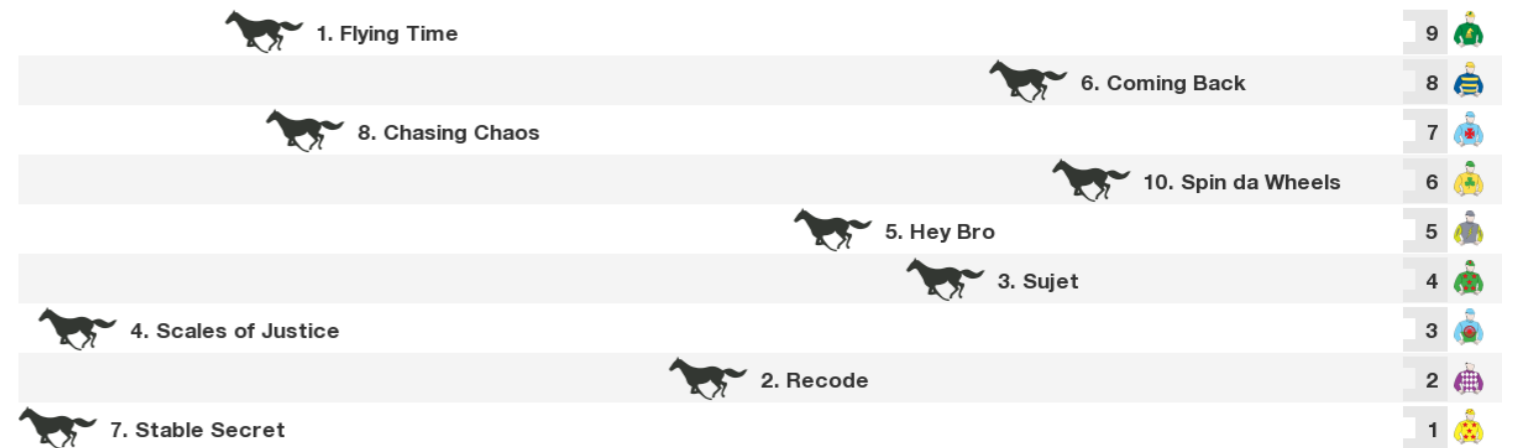 1. Flying Time 9
6. Coming Back 8
8. Chasing Chaos 7
10. Spin da Wheels 6
5. Hey Bro 5
3. Sujet 4
4. Scales of Justice 3
2. Recode 2
7. Stable Secret 1